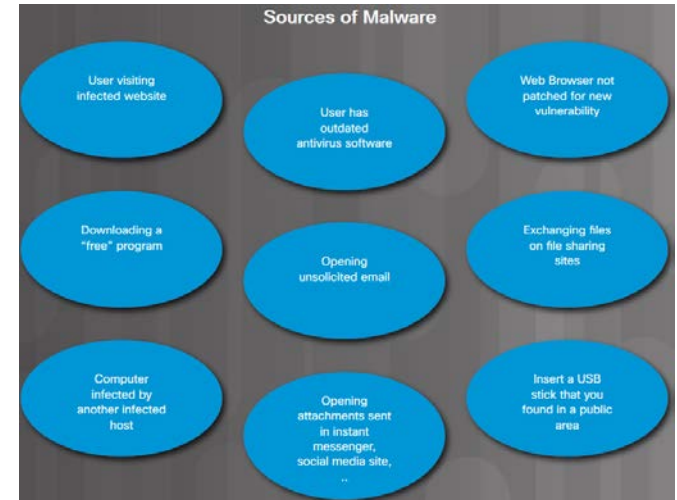 Sources of Malware
User visiting
infected website
User has
outdated
antivirus software
Web Browser not
patched for new
vulnerability
Downloading a
"free" program
Opening
unsolicited email
Exchanging files
on file sharing
sites
Computer
infected by
another infected
host
Opening
attachments sent
in instant
messenger,
social media site,
..
Insert a USB
stick that you
found in a public
area